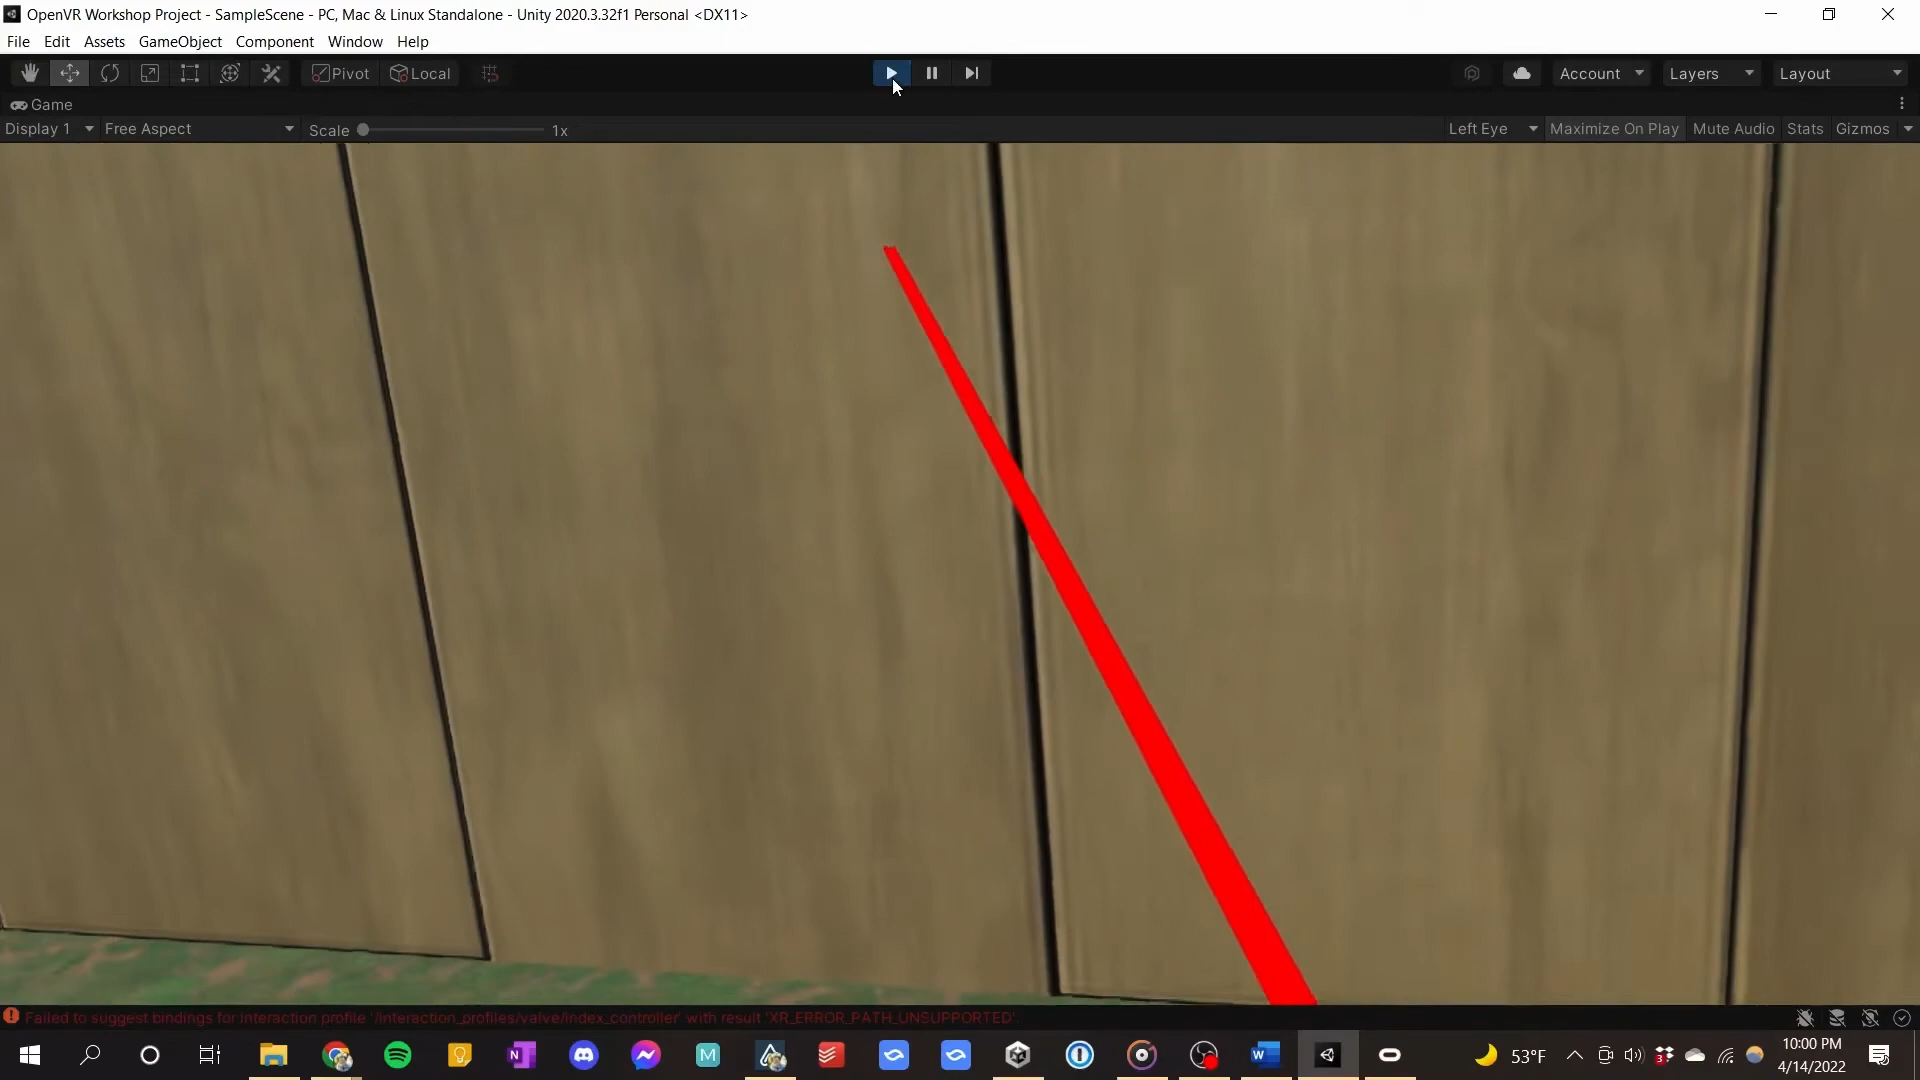 OpenVR Workshop Project - SampleScene - PC, Mac & Linux Standalone - Unity 2020.3.32f1 Personal <DX11>
File Edit Assets GameObject Component Window Help
Pivot Local Account Layers Layout
Game
Display 1 Free Aspect Scale 1x Left Eye Maximize On Play Mute Audio Stats Gizmos
Failed to suggest bindings for interaction profile '/interaction_profiles/valve/index_controller' with result 'XR_ERROR_PATH_UNSUPPORTED'.
53°F
10:00 PM
4/14/2022